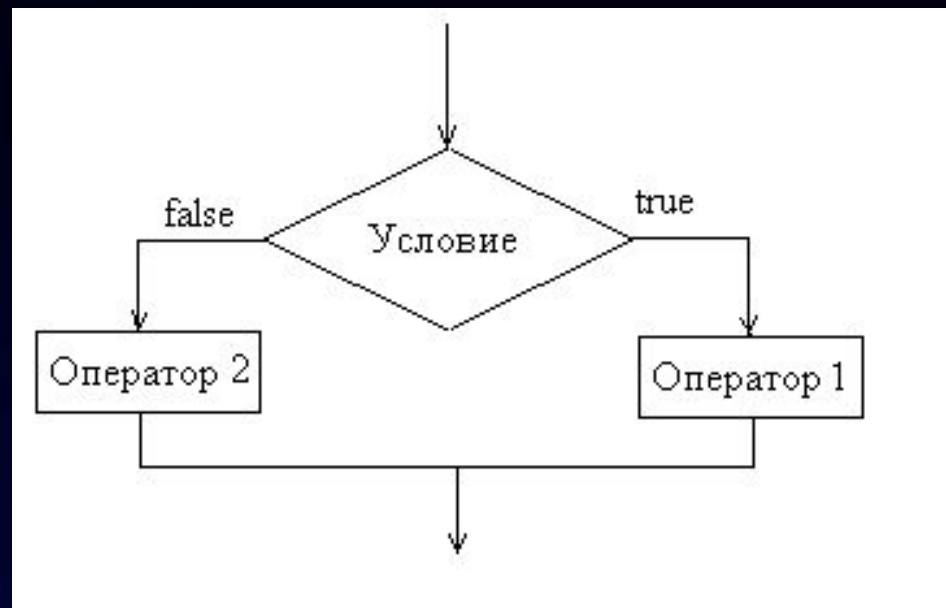 false
true
Условие
Оператор 2
Оператор 1